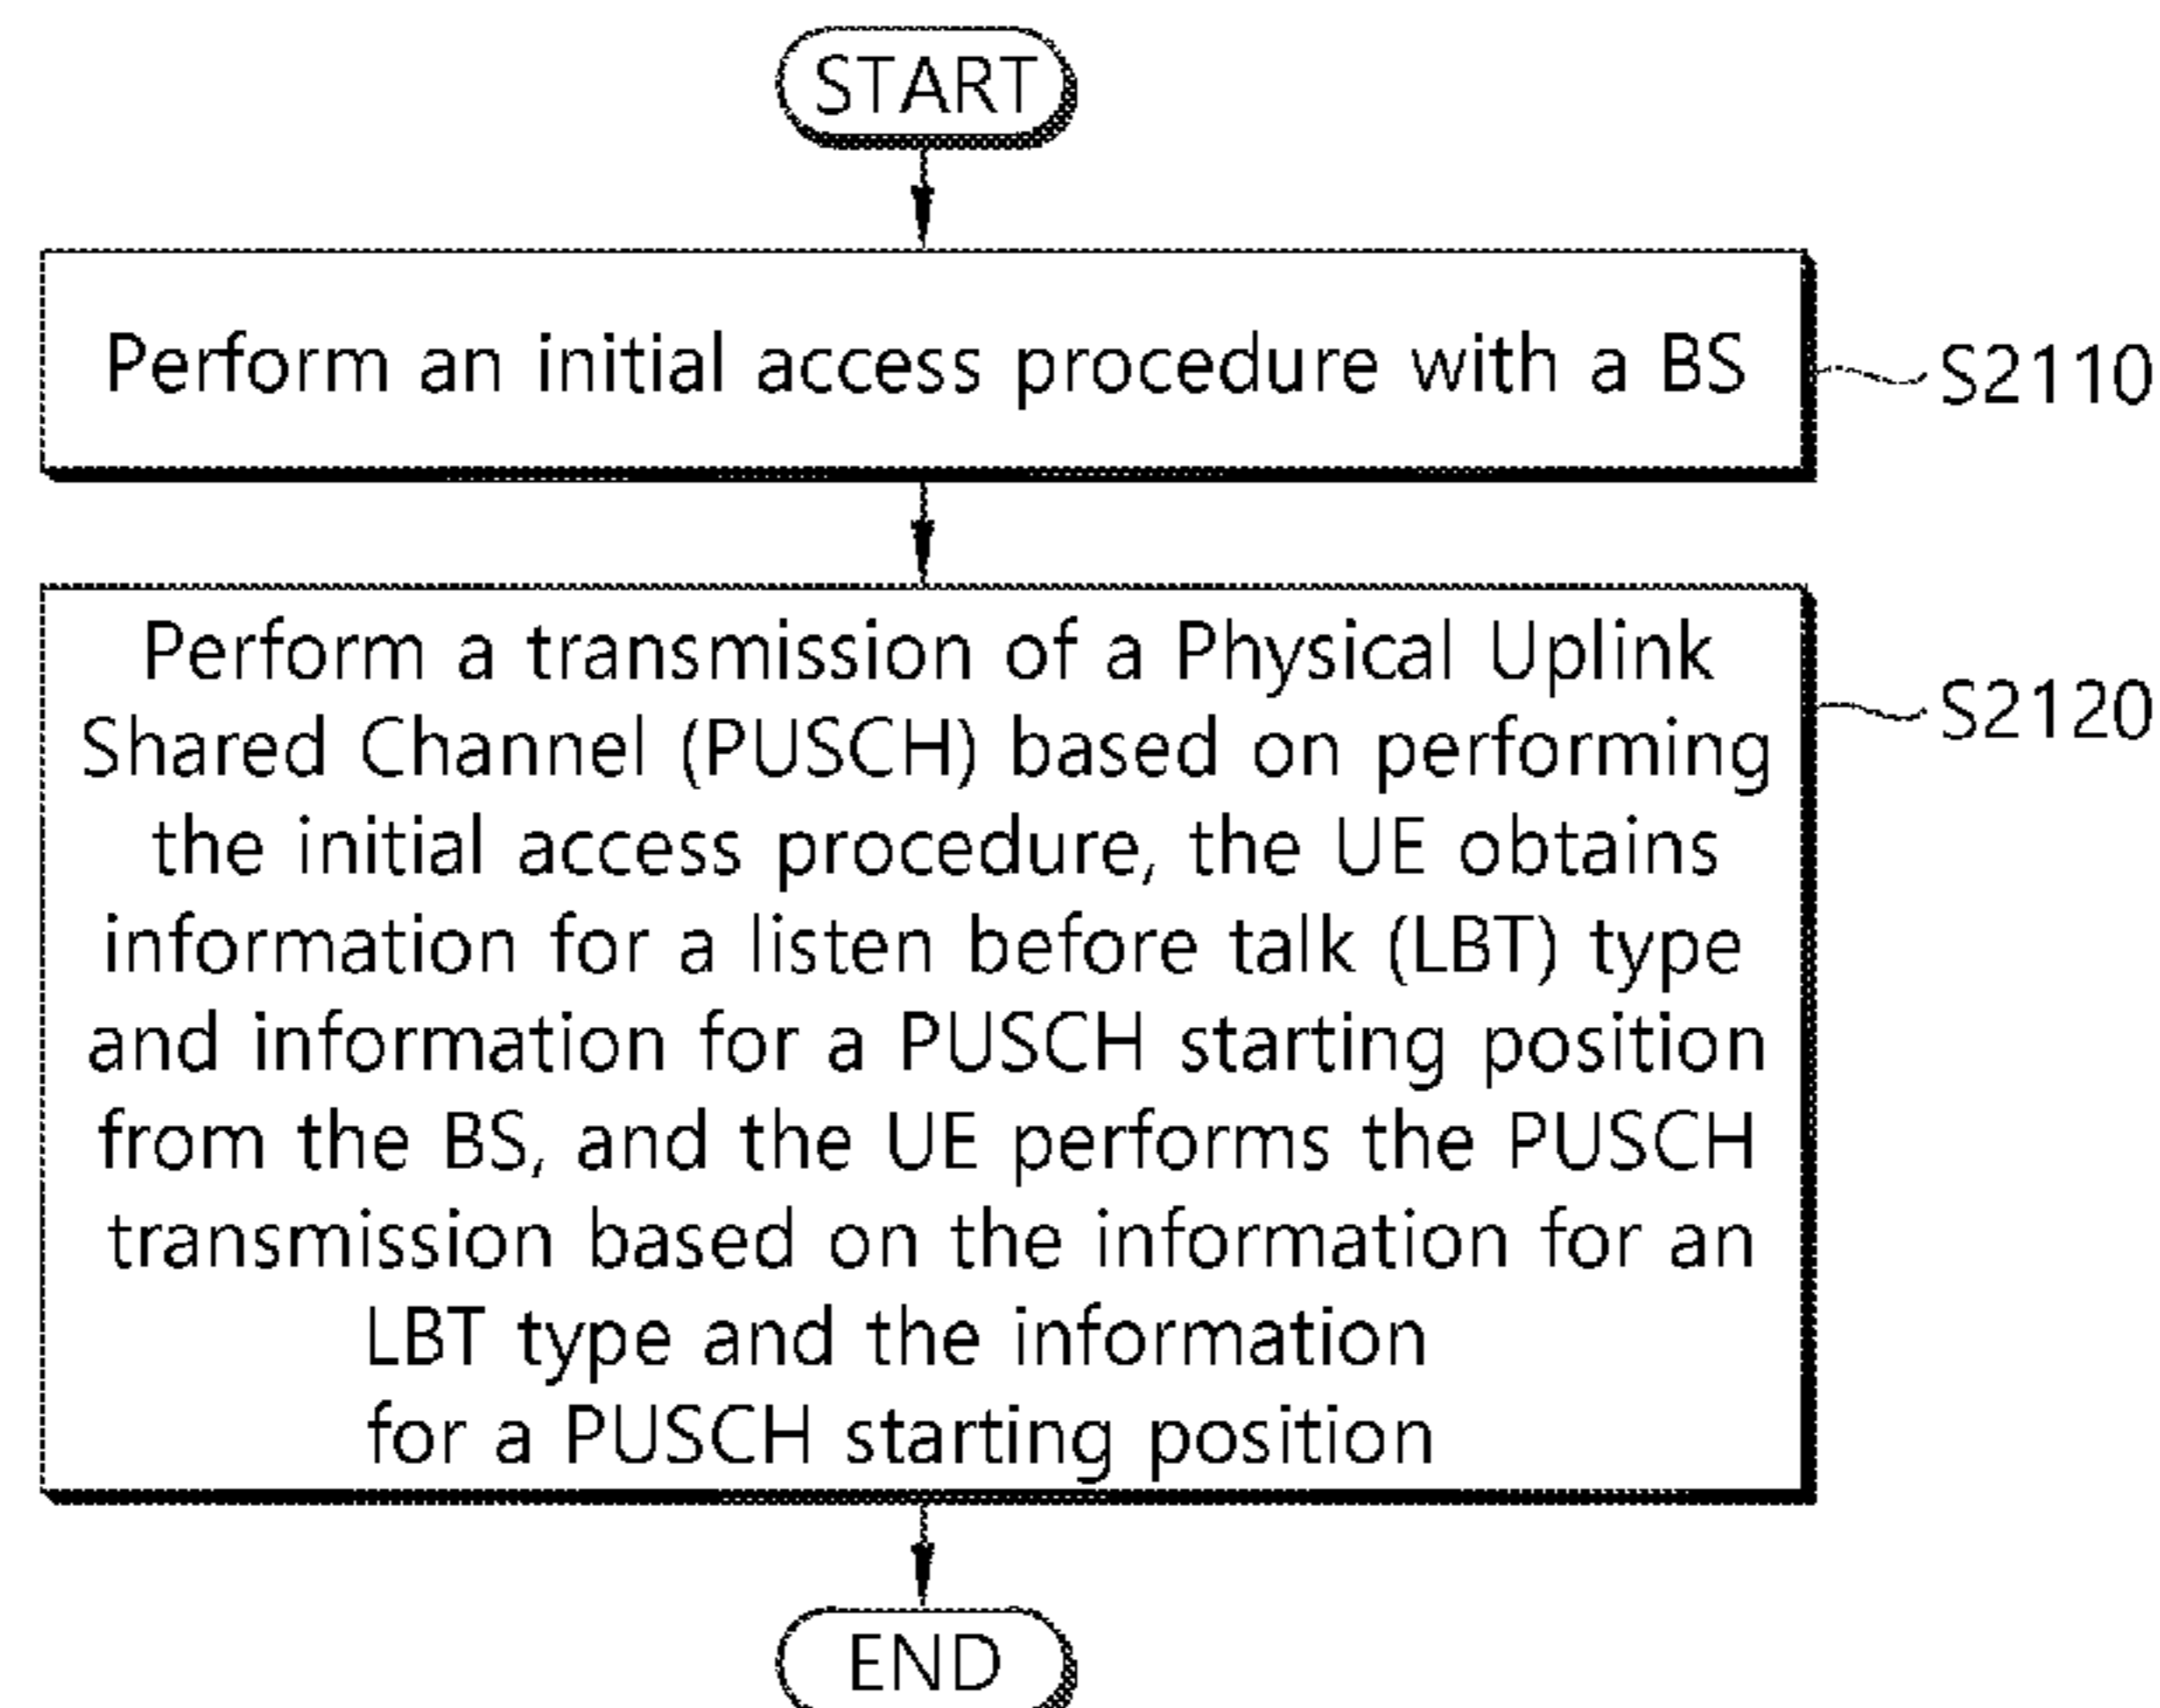 START
Perform an initial access procedure with a BS
S2110
Perform a transmission of a Physical Uplink
Shared Channel (PUSCH) based on performing
the initial access procedure, the UE obtains
information for a listen before talk (LBT) type
and information for a PUSCH starting position
from the BS, and the UE performs the PUSCH
transmission based on the information for an
LBT type and the information
for a PUSCH starting position
S2120
END